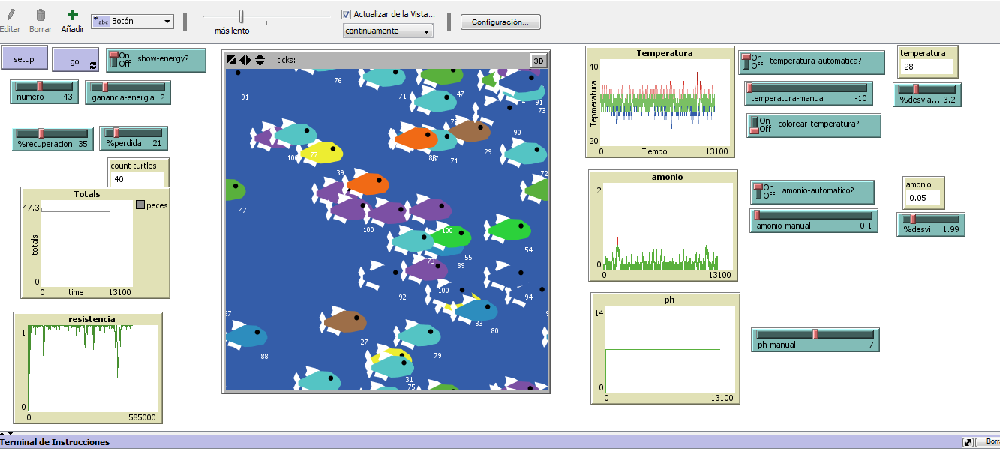 Editar
Borrar
Añadir
abc Botón
más lento
Actualizar de la Vista...
continuamente
Configuración...
setup
go
On
Off
show-energy?
numero 43
ganancia-energia 2
%recuperacion 35
%perdida 21
count turtles
40
Totals
47.3
totals
0
0
time
13100
peces
resistencia
1
0
0
585000
ticks:
3D
76
91
71
47
91
73
90
100
77
39
29
71
72
47
100
100
54
55
73
89
92
100
94
33
80
97
27
88
79
31
75
Temperatura
40
Tepmeratura
20
0
Tiempo
13100
On
Off
temperatura-automatica?
temperatura-manual -10
On
Off
colorear-temperatura?
temperatura
28
%desvia... 3.2
amonio
2
0
0
13100
On
Off
amonio-automatico?
amonio-manual 0.1
amonio
0.05
%desvi... 1.99
ph
14
0
0
13100
ph-manual 7
Terminal de Instrucciones